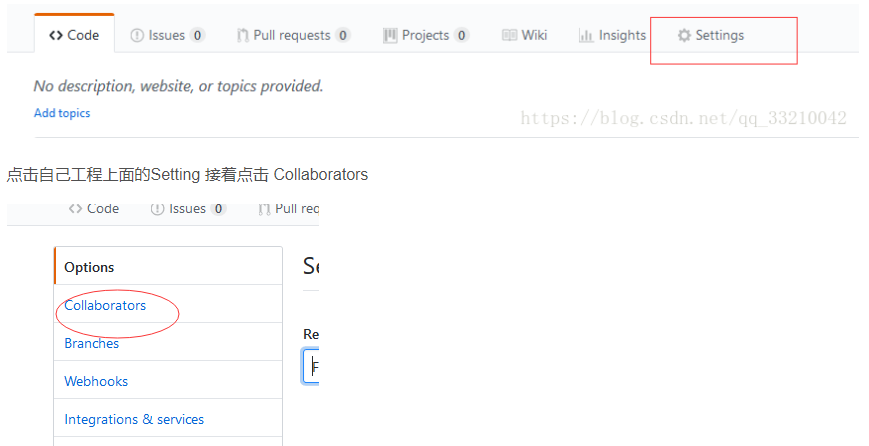 Code Issues 0 Pull requests 0 Projects 0 Wiki Insights Settings
No description, website, or topics provided.
Add topics
https://blog.csdn.net/qq_33210042
点击自己工程上面的Setting 接着点击 Collaborators
Code Issues 0 Pull req
Options
Se
Collaborators
Re
Branches
F
Webhooks
Integrations & services